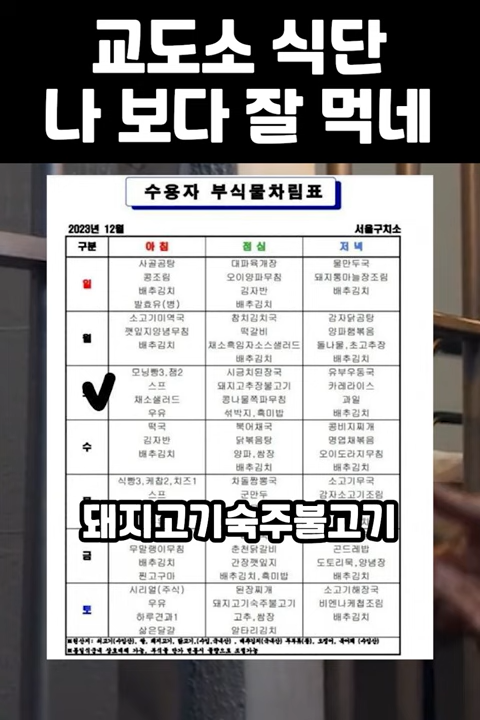 교도소 식단
나 보다 잘 먹네
수용자 부식물차림표
2023년 12월 서울구치소
구분 아침 점심 저녁
일
사골곰탕 대파육개장 물만두국
콩조림 오이양파무침 돼지통마늘장조림
배추김치 김자반 배추김치
발효유(병) 배추김치
월
소고기미역국 참치김치국 감자닭곰탕
깻잎지양념무침 떡갈비 양파햄볶음
배추김치 채소흑임자소스샐러드 돌나물,초고추장
배추김치 배추김치
모닝빵3,잼2 시금치된장국 유부우동국
스프 돼지고추장불고기 카레라이스
채소샐러드 콩나물쪽파무침 과일
우유 섞박지,흑미밥 배추김치
수
떡국 북어채국 콩비지찌개
김자반 닭볶음탕 명엽채볶음
배추김치 양파,쌈장 오이도라지무침
배추김치 배추김치
식빵3,케찹2,치즈1 차돌짬뽕국 소고기무국
스프 군만두 감자소고기조림
돼지고기숙주불고기
금
무말랭이무침 춘천닭갈비 곤드레밥
배추김치 간장깻잎지 도토리묵,양념장
찐고구마 배추김치,흑미밥 배추김치
토
시리얼(주식) 된장찌개 소고기해장국
우유 돼지고기숙주불고기 비엔나케찹조림
하루견과1 고추,쌈장 배추김치
삶은달걀 알타리김치